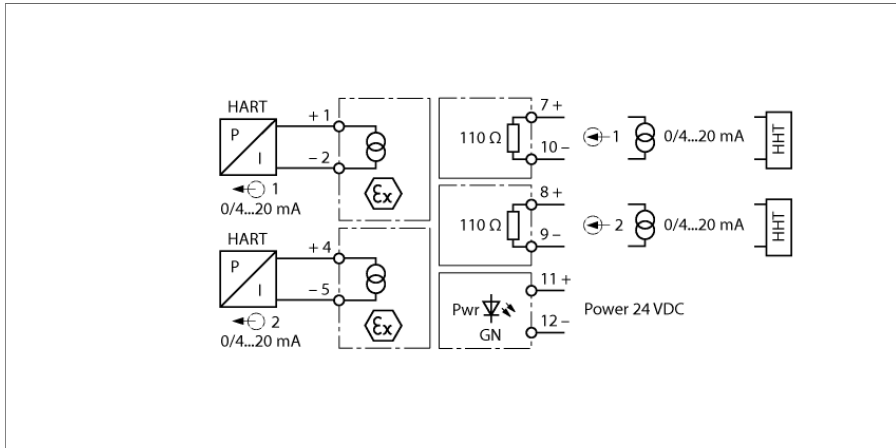 HART
+ 1
P
I
– 2
1
0/4...20 mA
Ex
HART
+ 4
P
I
– 5
2
0/4...20 mA
Ex
7 +
110 Ω
10 –
1
0/4...20 mA
HHT
8 +
110 Ω
9 –
2
0/4...20 mA
HHT
11 +
Pwr
GN
12 –
Power 24 VDC